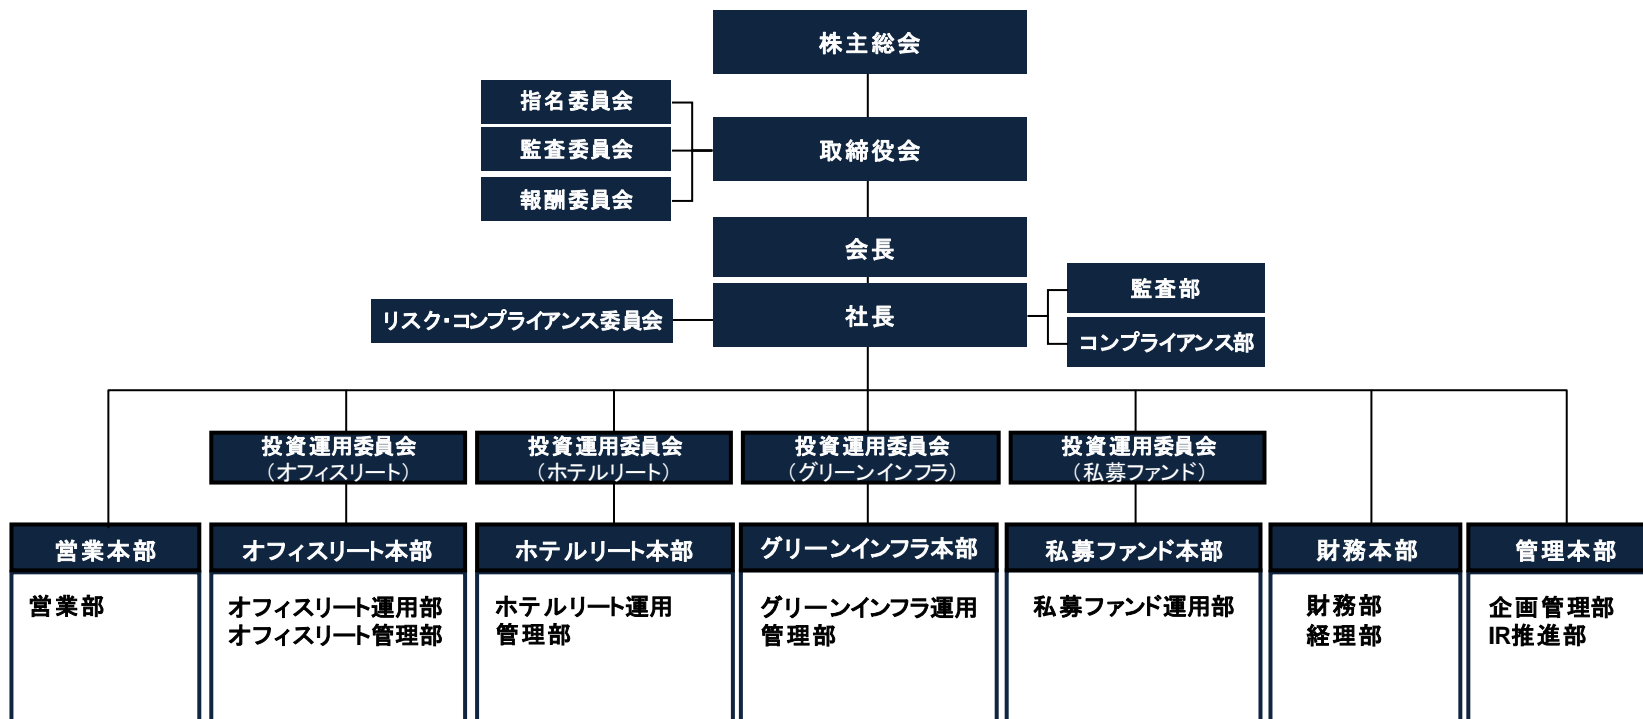 株主総会
指名委員会
監査委員会
報酬委員会
取締役会
会長
社長
リスク・コンプライアンス委員会
監査部
コンプライアンス部
投資運用委員会
（オフィスリート）
投資運用委員会
（ホテルリート）
投資運用委員会
（グリーンインフラ）
投資運用委員会
（私募ファンド）
営業本部
オフィスリート本部
ホテルリート本部
グリーンインフラ本部
私募ファンド本部
財務本部
管理本部
営業部
オフィスリート運用部
オフィスリート管理部
ホテルリート運用
管理部
グリーンインフラ運用
管理部
私募ファンド運用部
財務部
経理部
企画管理部
IR推進部